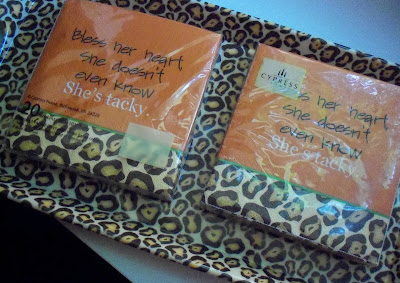 Bless her heart
she doesn't
even know
She's tacky
20
CYPRESS
ss her heart
she doesn't
even know
She's tacky